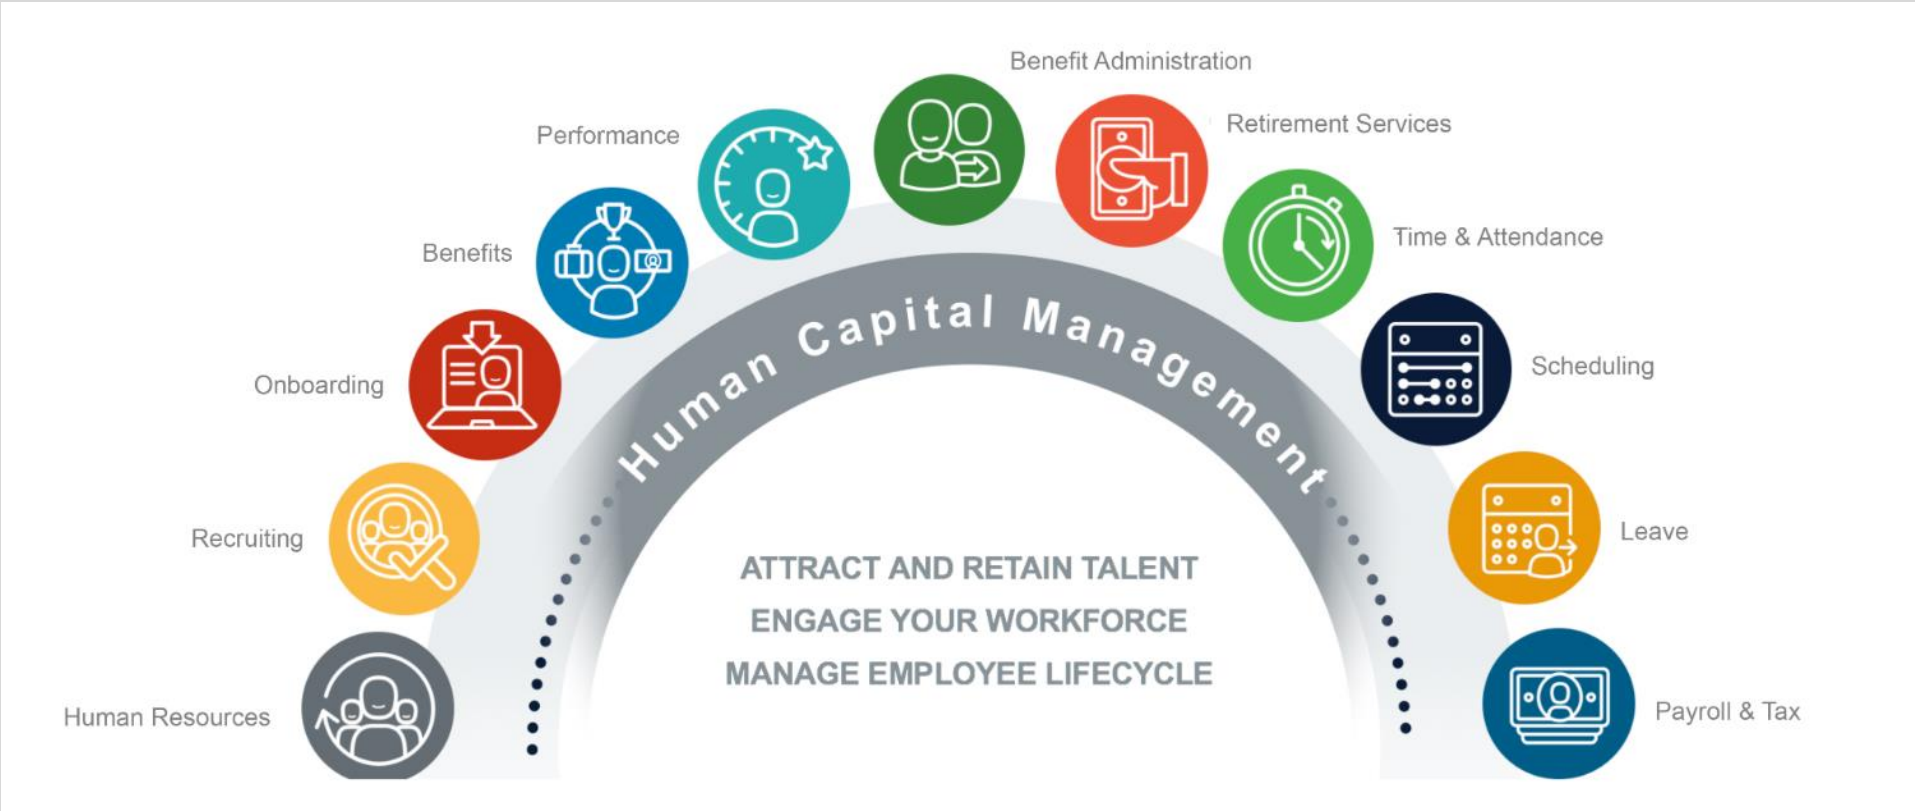 Benefit Administration
Performance
Retirement Services
Benefits
Time & Attendance
Onboarding
Scheduling
Recruiting
Leave
Human Resources
Payroll & Tax
Human Capital Management
ATTRACT AND RETAIN TALENT
ENGAGE YOUR WORKFORCE
MANAGE EMPLOYEE LIFECYCLE